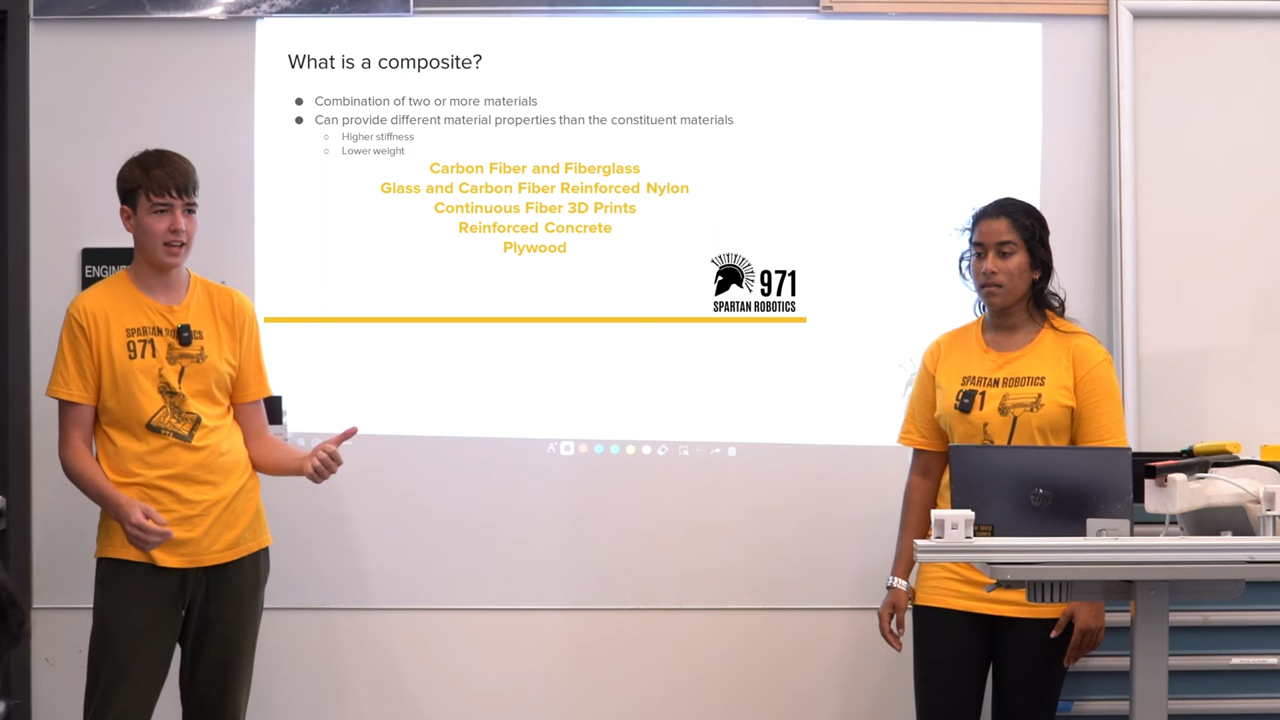 What is a composite?
● Combination of two or more materials
● Can provide different material properties than the constituent materials
○ Higher stiffness
○ Lower weight
Carbon Fiber and Fiberglass
Glass and Carbon Fiber Reinforced Nylon
Continuous Fiber 3D Prints
Reinforced Concrete
Plywood
971
SPARTAN ROBOTICS
ENGINE
SPARTAN ROBOTICS
971
SPARTAN ROBOTICS
971
hp